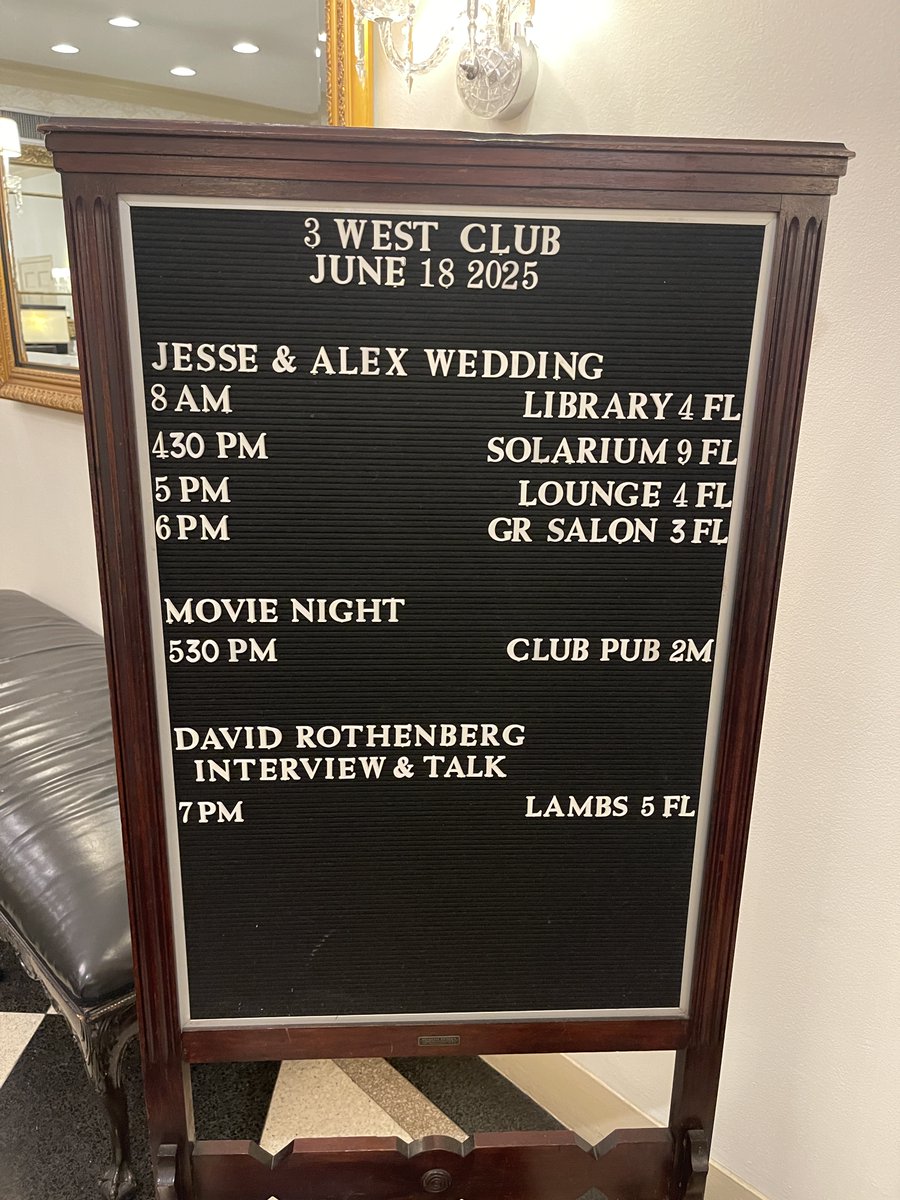 3 WEST CLUB
JUNE 18 2025
JESSE & ALEX WEDDING
8 AM LIBRARY 4 FL
430 PM SOLARIUM 9 FL
5 PM LOUNGE 4 FL
6 PM GR SALON 3 FL
MOVIE NIGHT
530 PM CLUB PUB 2M
DAVID ROTHENBERG
INTERVIEW & TALK
7 PM LAMBS 5 FL